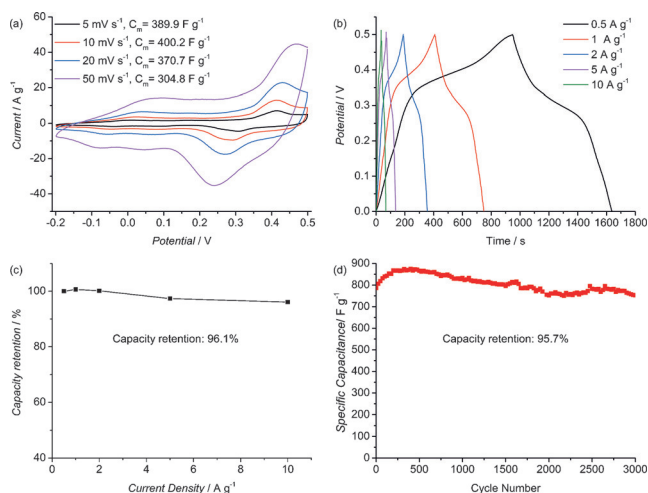 (a)
5 mV s⁻¹, Cₘ= 389.9 F g⁻¹
10 mV s⁻¹, Cₘ= 400.2 F g⁻¹
20 mV s⁻¹, Cₘ= 370.7 F g⁻¹
50 mV s⁻¹, Cₘ= 304.8 F g⁻¹
60
40
20
0
-20
-40
Current / A g⁻¹
-0.2 -0.1 0.0 0.1 0.2 0.3 0.4 0.5
Potential / V
(b)
0.5 A g⁻¹
1 A g⁻¹
2 A g⁻¹
5 A g⁻¹
10 A g⁻¹
0.6
0.5
0.4
0.3
0.2
0.1
0.0
Potential / V
0 200 400 600 800 1000 1200 1400 1600 1800
Time / s
(c)
120
100
80
60
40
Capacity retention / %
Capacity retention: 96.1%
0 2 4 6 8 10
Current Density / A g⁻¹
(d)
900
800
700
600
500
400
300
200
100
0
Specific Capacitance/ F g⁻¹
Capacity retention: 95.7%
0 500 1000 1500 2000 2500 3000
Cycle Number